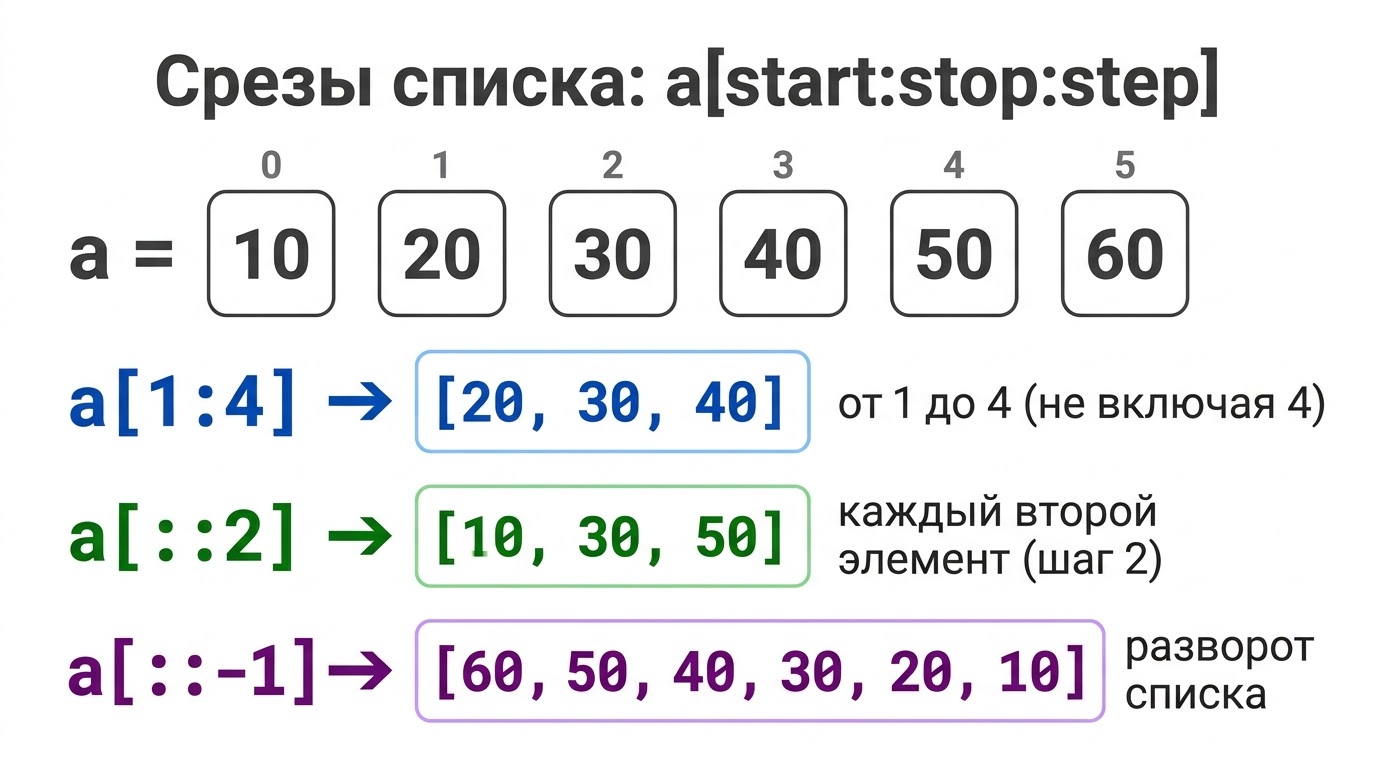 Срезы списка: a[start:stop:step]
0 1 2 3 4 5
a = 10 20 30 40 50 60
a[1:4] → [20, 30, 40] от 1 до 4 (не включая 4)
a[::2] → [10, 30, 50] каждый второй
элемент (шаг 2)
a[::-1] → [60, 50, 40, 30, 20, 10] разворот
списка